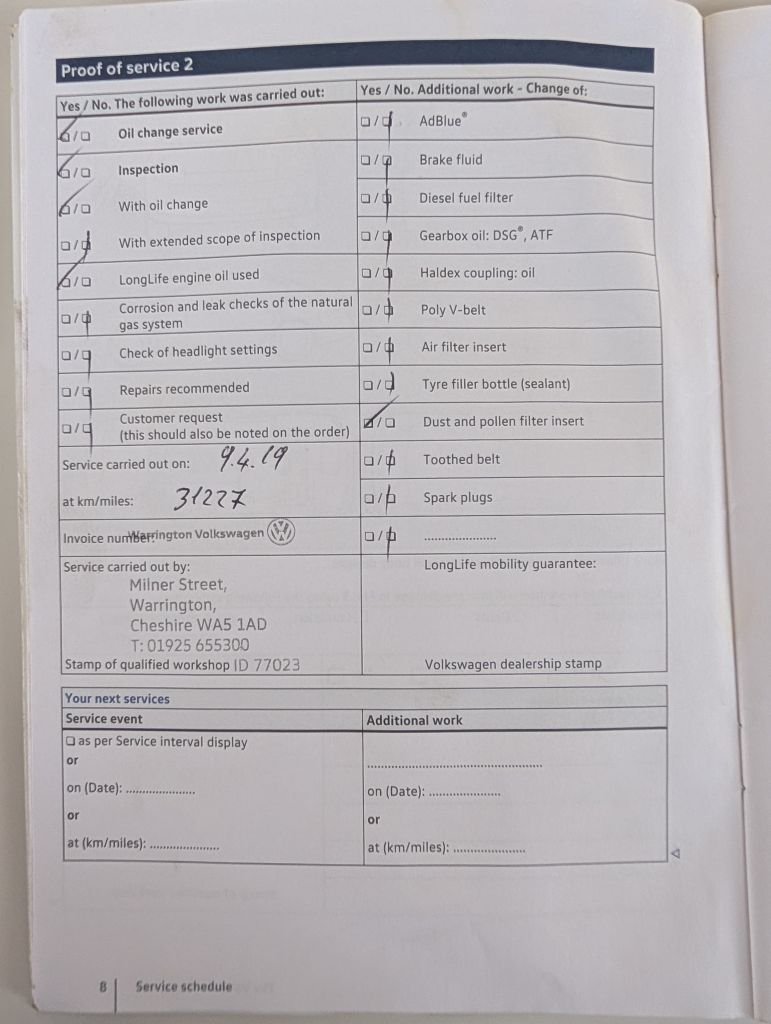 Proof of service 2
Yes / No. The following work was carried out:
☑/☐ Oil change service
☑/☐ Inspection
☑/☐ With oil change
☐/☑ With extended scope of inspection
☑/☐ LongLife engine oil used
☐/☑ Corrosion and leak checks of the natural
gas system
☐/☑ Check of headlight settings
☐/☑ Repairs recommended
☐/☑ Customer request
(this should also be noted on the order)
Service carried out on: 9.4.19
at km/miles: 31227
Invoice number:
Warrington Volkswagen
Service carried out by:
Milner Street,
Warrington,
Cheshire WA5 1AD
T: 01925 655300
Stamp of qualified workshop ID 77023
Yes / No. Additional work - Change of:
☐/☑ AdBlue®
☐/☑ Brake fluid
☐/☑ Diesel fuel filter
☐/☑ Gearbox oil: DSG®, ATF
☐/☑ Haldex coupling: oil
☐/☑ Poly V-belt
☐/☑ Air filter insert
☐/☑ Tyre filler bottle (sealant)
☑/☐ Dust and pollen filter insert
☐/☑ Toothed belt
☐/☑ Spark plugs
☐/☑ ....................
LongLife mobility guarantee:
Volkswagen dealership stamp
Your next services
Service event
☐ as per Service interval display
or
on (Date): ....................
or
at (km/miles): ....................
Additional work
..................................................
on (Date): ....................
or
at (km/miles): ....................
8 Service schedule